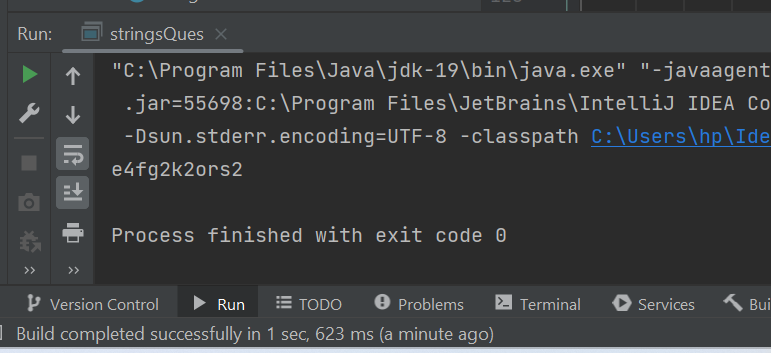 Run: stringsQues
"C:\Program Files\Java\jdk-19\bin\java.exe" "-javaagent
.jar=55698:C:\Program Files\JetBrains\IntelliJ IDEA Co
-Dsun.stderr.encoding=UTF-8 -classpath C:\Users\hp\Ide
e4fg2k2ors2
Process finished with exit code 0
Version Control Run TODO Problems Terminal Services Bui
Build completed successfully in 1 sec, 623 ms (a minute ago)